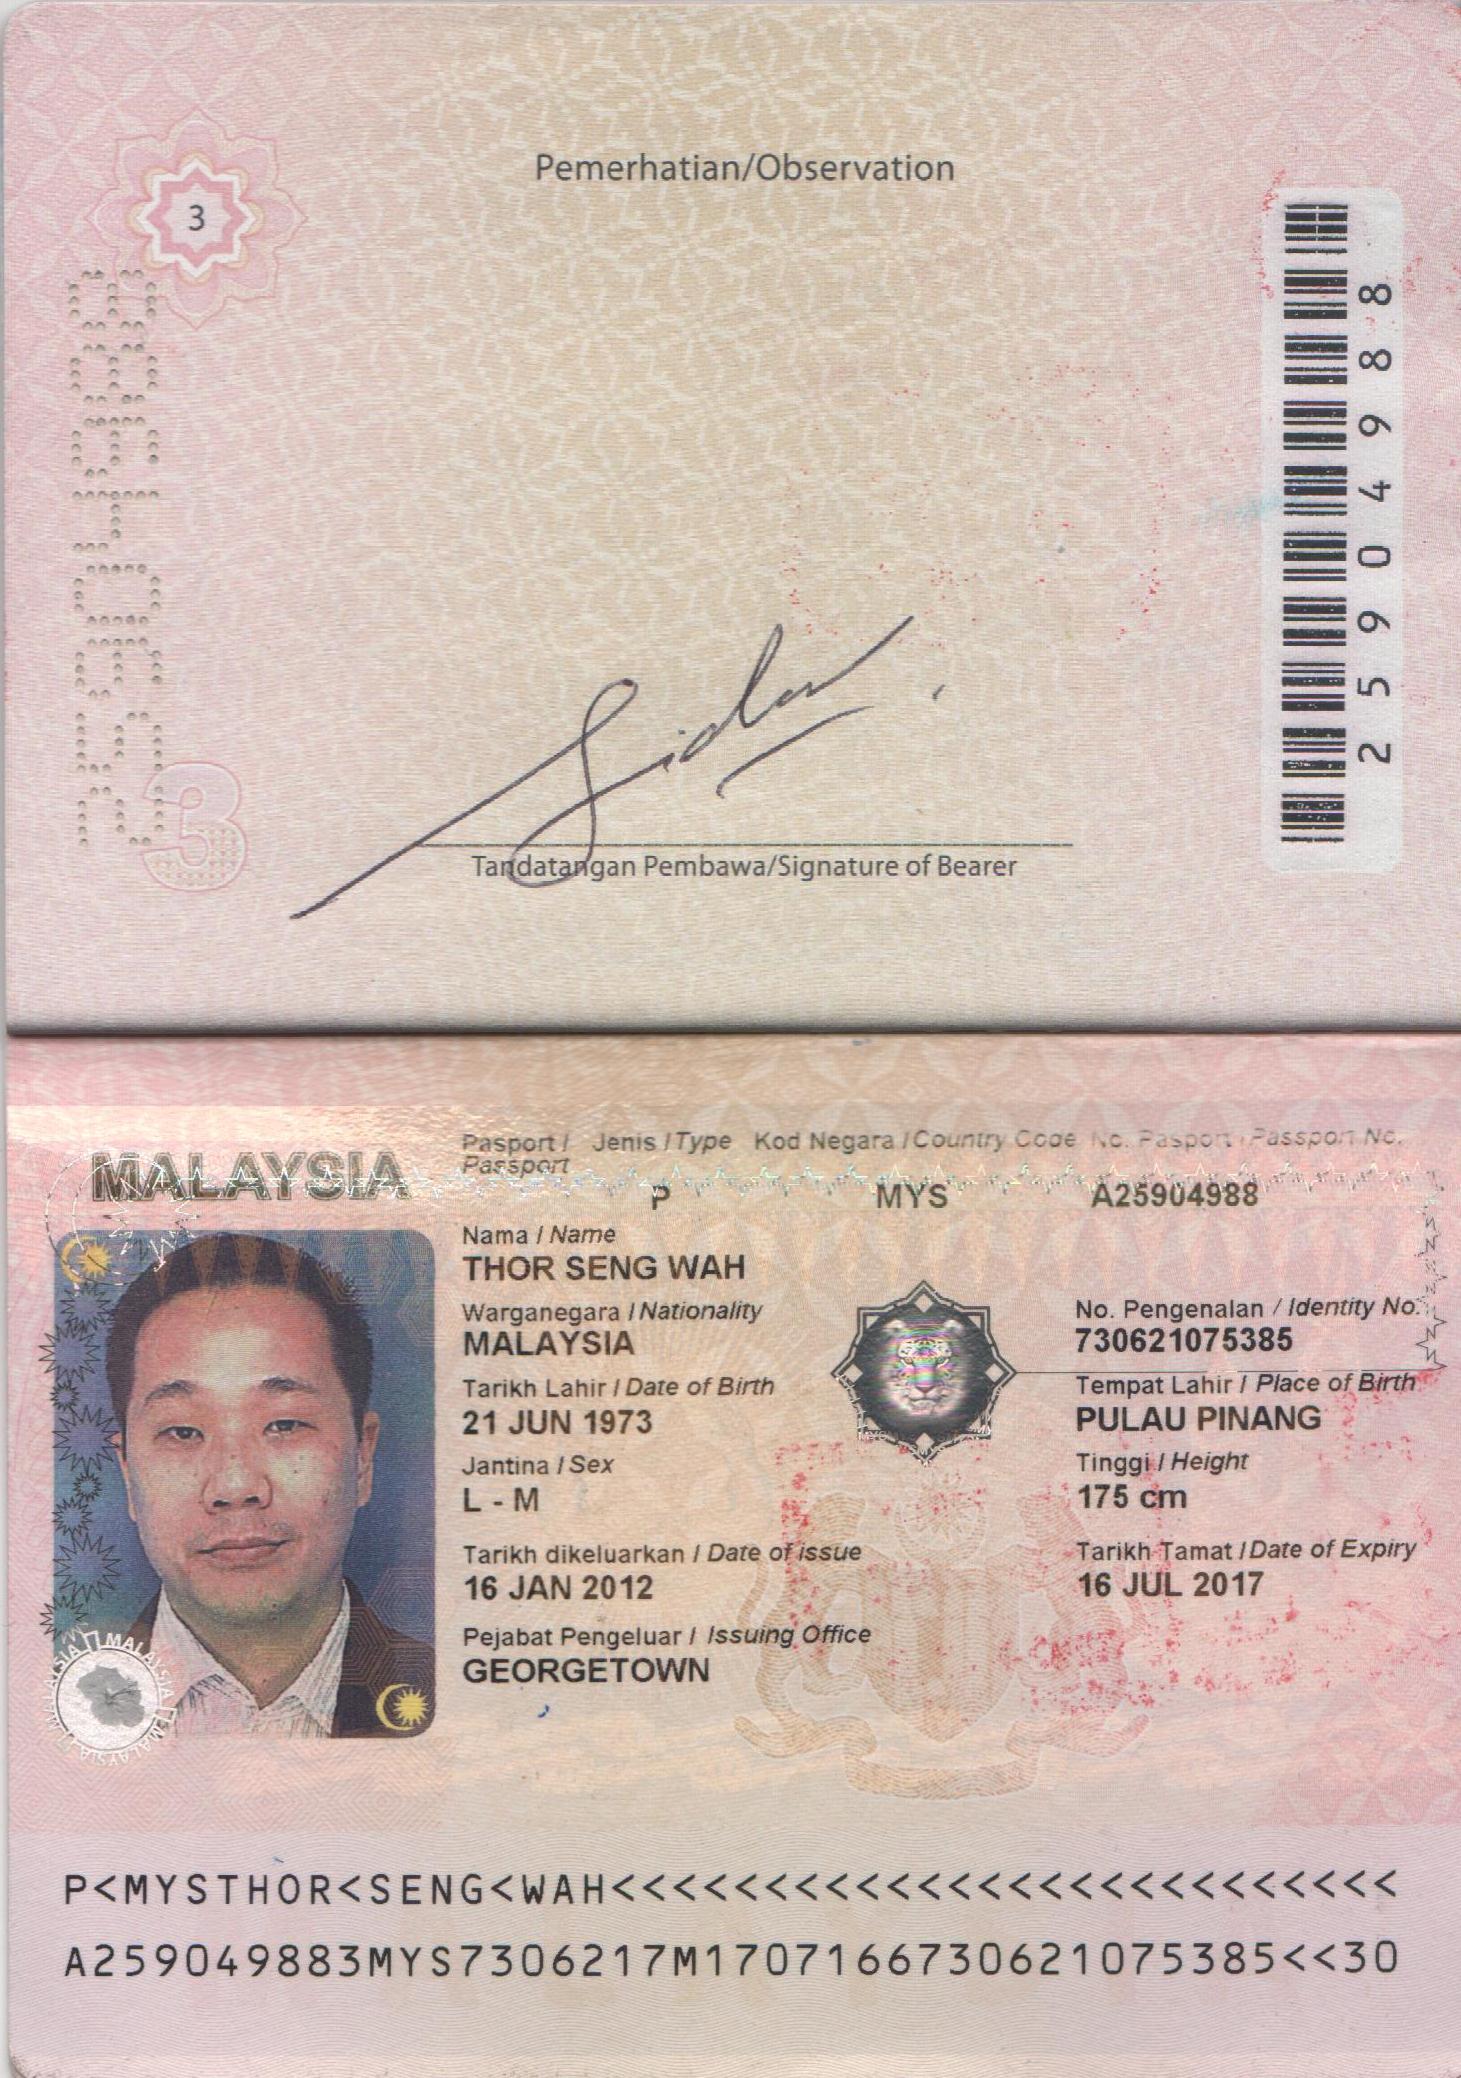 Pemerhatian/Observation
3
25904988
25904988
3
Tandatangan Pembawa/Signature of Bearer
MALAYSIA
Pasport / Passport
Jenis / Type
Kod Negara / Country Code
No. Pasport / Passport No.
P
MYS
A25904988
Nama / Name
THOR SENG WAH
Warganegara / Nationality
MALAYSIA
No. Pengenalan / Identity No.
730621075385
Tarikh Lahir / Date of Birth
21 JUN 1973
Tempat Lahir / Place of Birth
PULAU PINANG
Jantina / Sex
L - M
Tinggi / Height
175 cm
Tarikh dikeluarkan / Date of issue
16 JAN 2012
Tarikh Tamat / Date of Expiry
16 JUL 2017
Pejabat Pengeluar / Issuing Office
GEORGETOWN
MALAYSIA MALAYSIA MALAYSIA
P<MYSTHOR<SENG<WAH<<<<<<<<<<<<<<<<<<<<<<<<<<
A259049883MYS7306217M1707166730621075385<<30